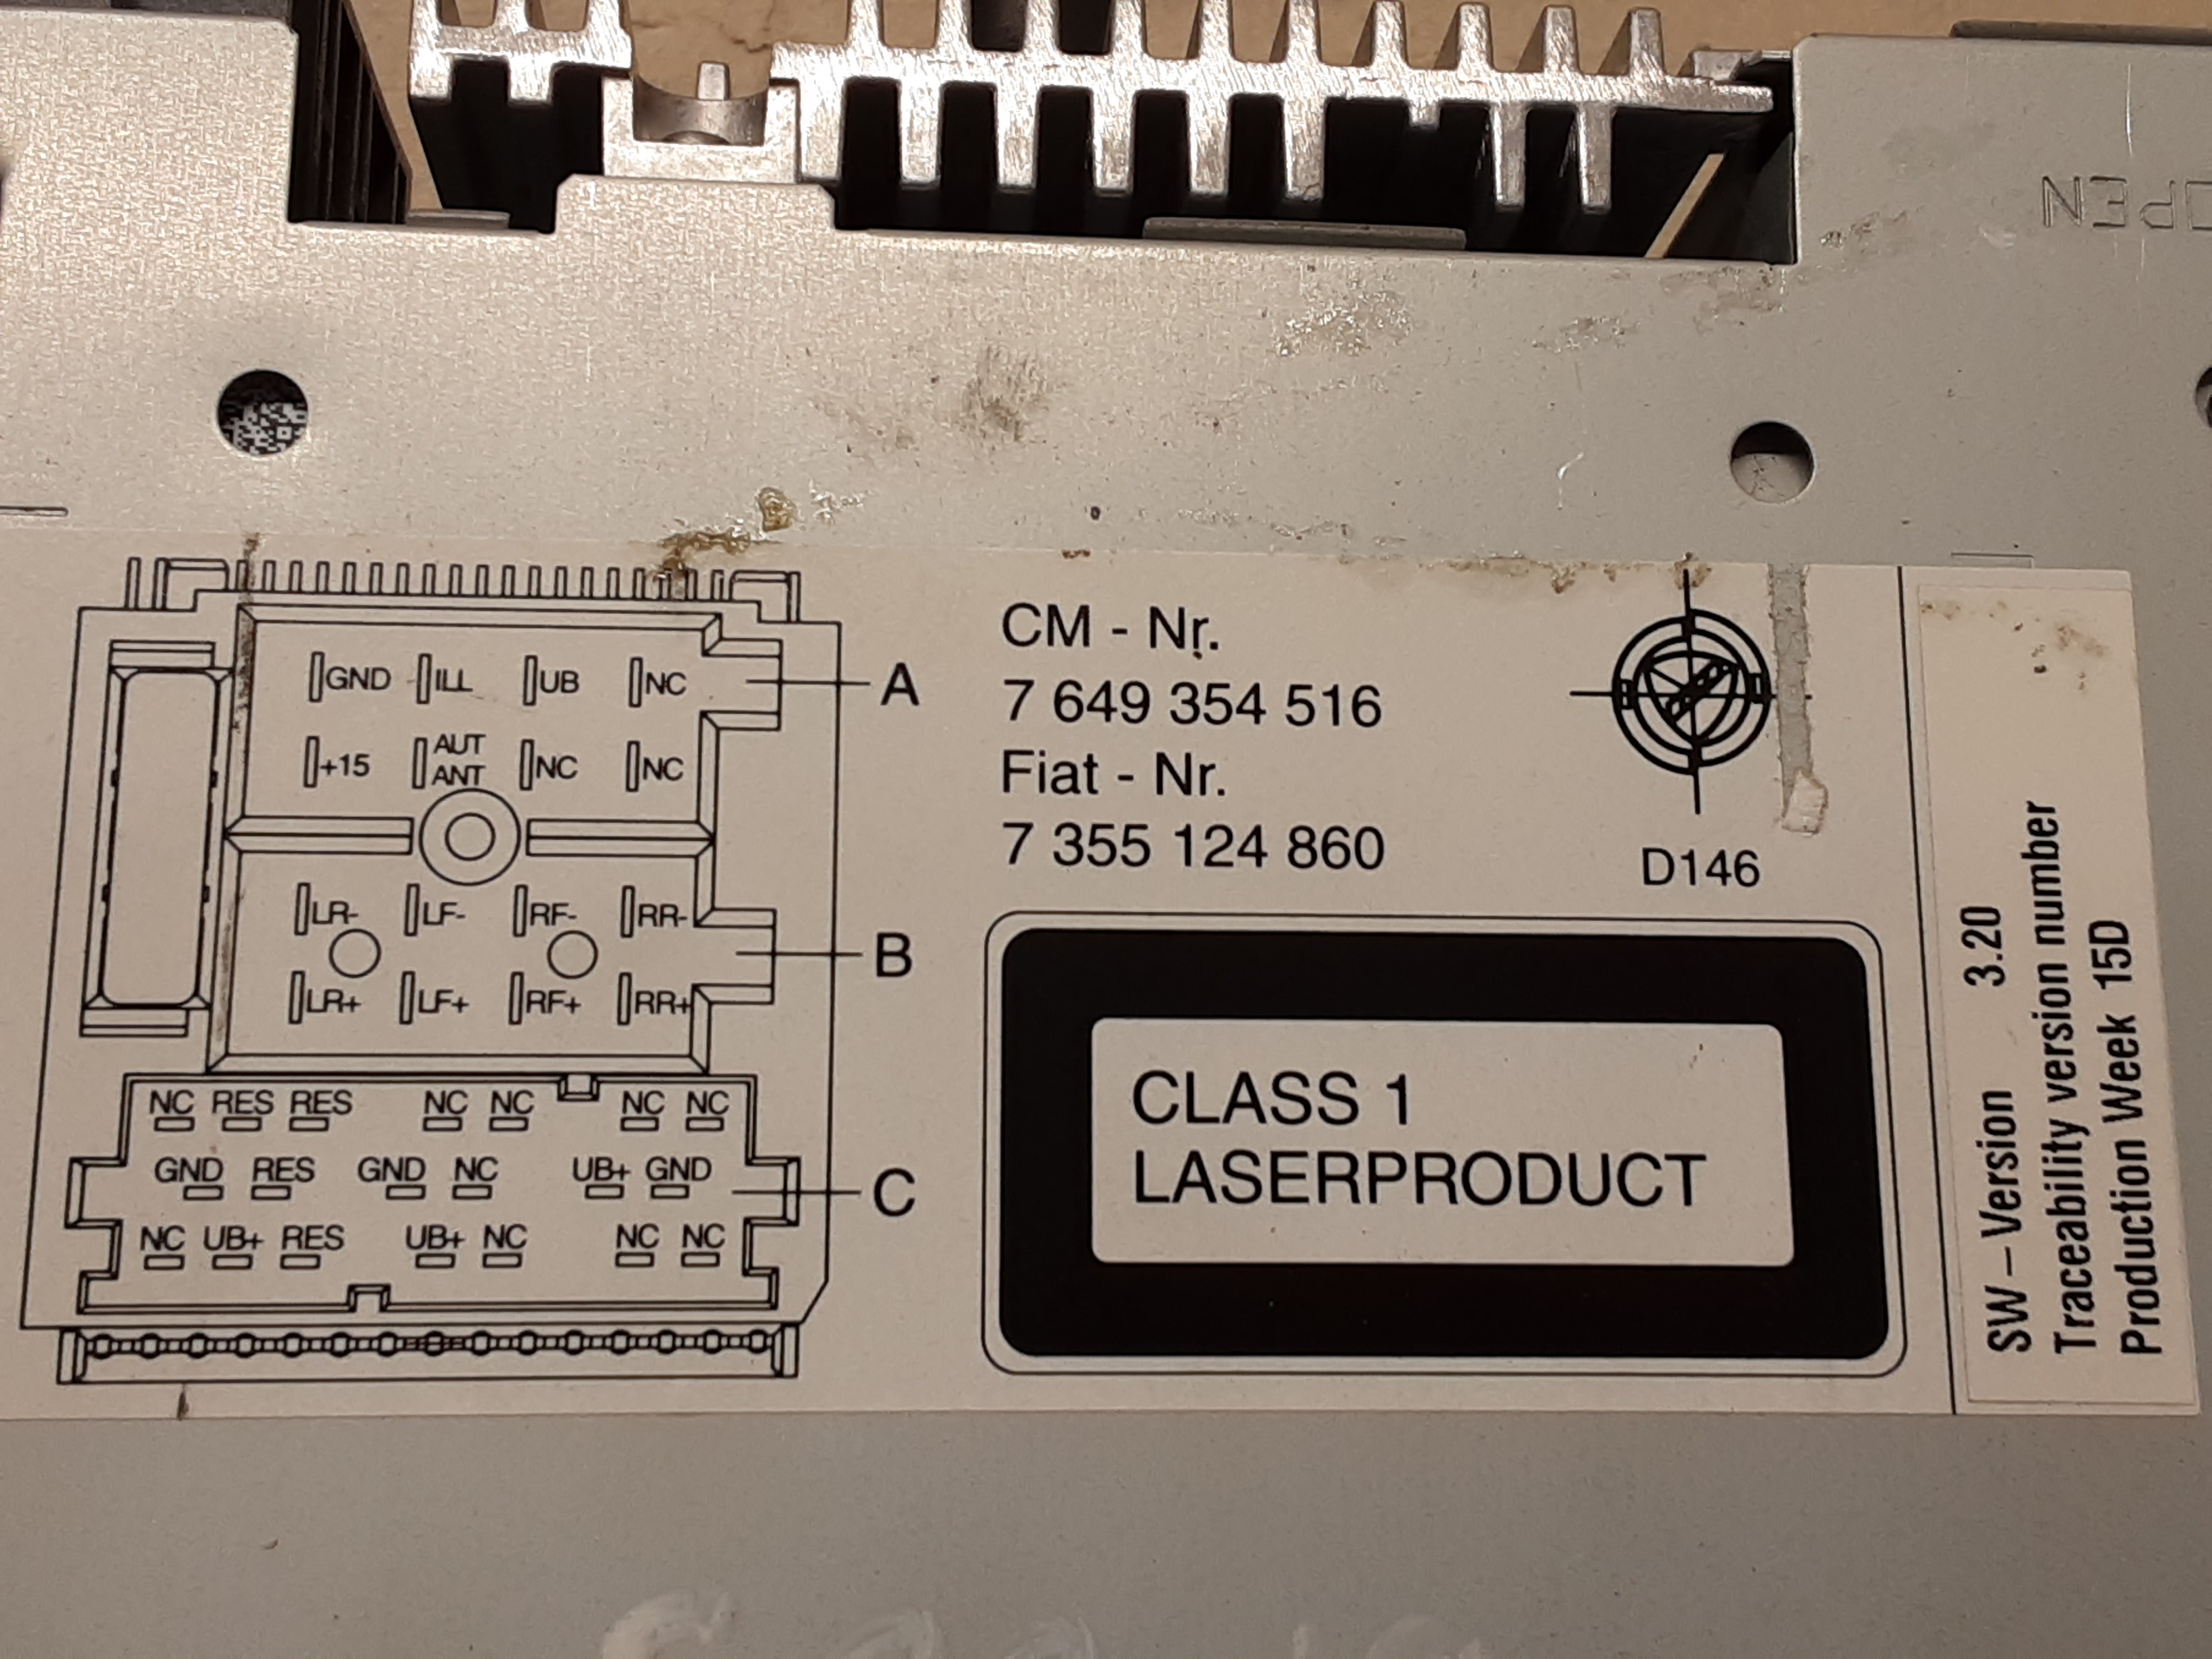 OPEN
GND ILL UB NC
+15 AUT ANT NC NC
A
LR- LF- RF- RR-
LR+ LF+ RF+ RR+
B
NC RES RES NC NC NC NC
GND RES GND NC UB+ GND
C
NC UB+ RES UB+ NC NC NC
CM - Nr.
7 649 354 516
Fiat - Nr.
7 355 124 860
D146
CLASS 1
LASERPRODUCT
SW – Version 3.20
Traceability version number
Production Week 15D